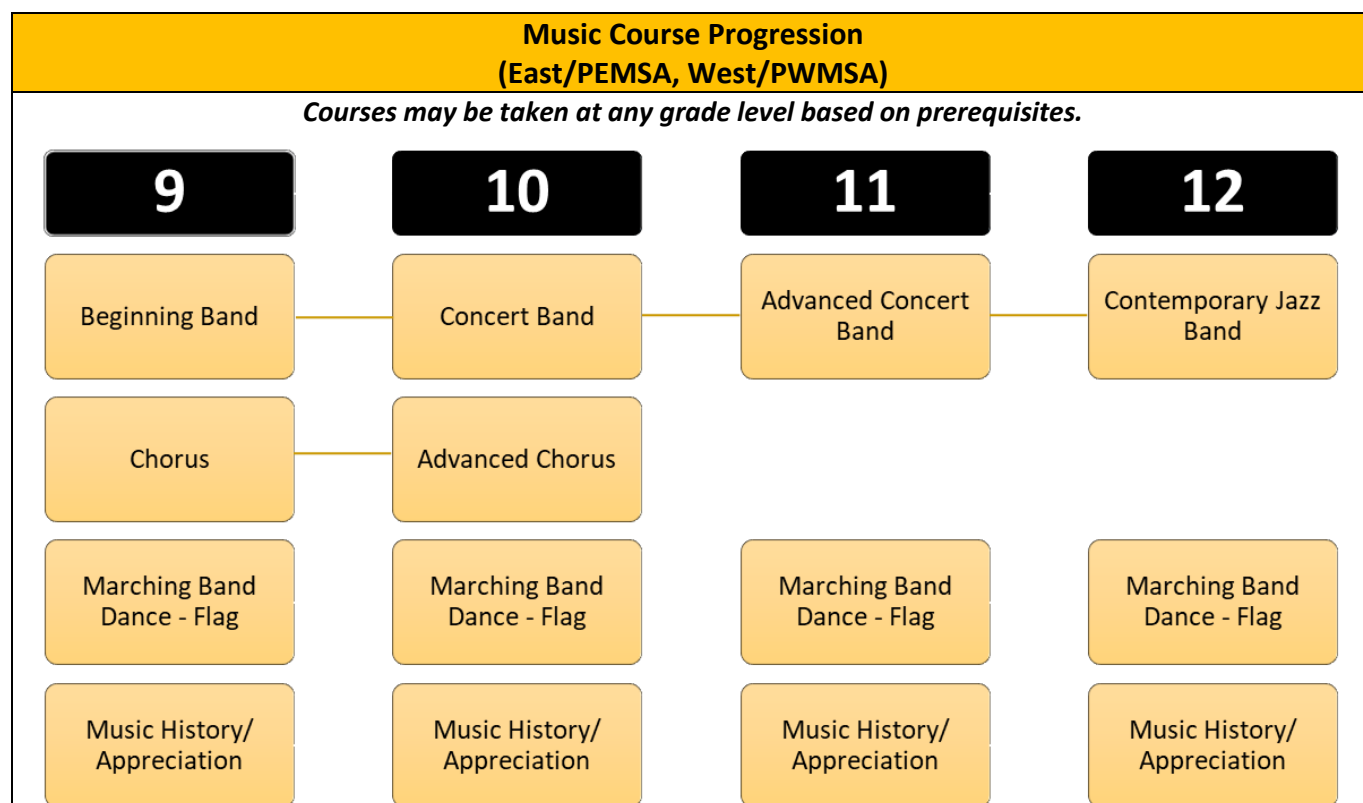 Music Course Progression
(East/PEMSA, West/PWMSA)
Courses may be taken at any grade level based on prerequisites.
9
10
11
12
Beginning Band
Concert Band
Advanced Concert
Band
Contemporary Jazz
Band
Chorus
Advanced Chorus
Marching Band
Dance - Flag
Marching Band
Dance - Flag
Marching Band
Dance - Flag
Marching Band
Dance - Flag
Music History/
Appreciation
Music History/
Appreciation
Music History/
Appreciation
Music History/
Appreciation